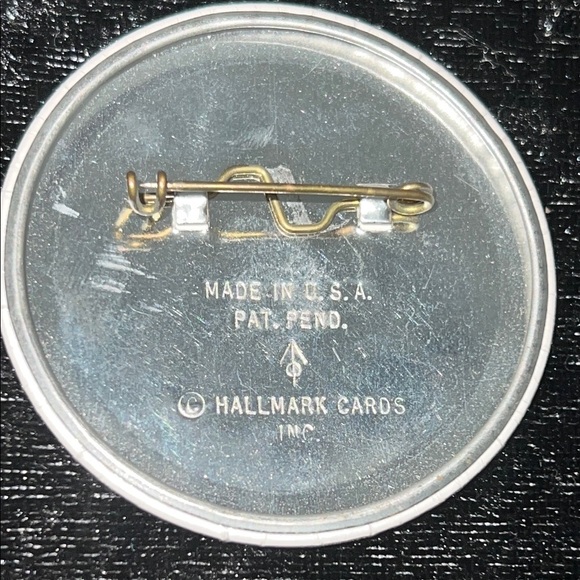 MADE IN U.S.A.
PAT. PEND.
© HALLMARK CARDS
INC.